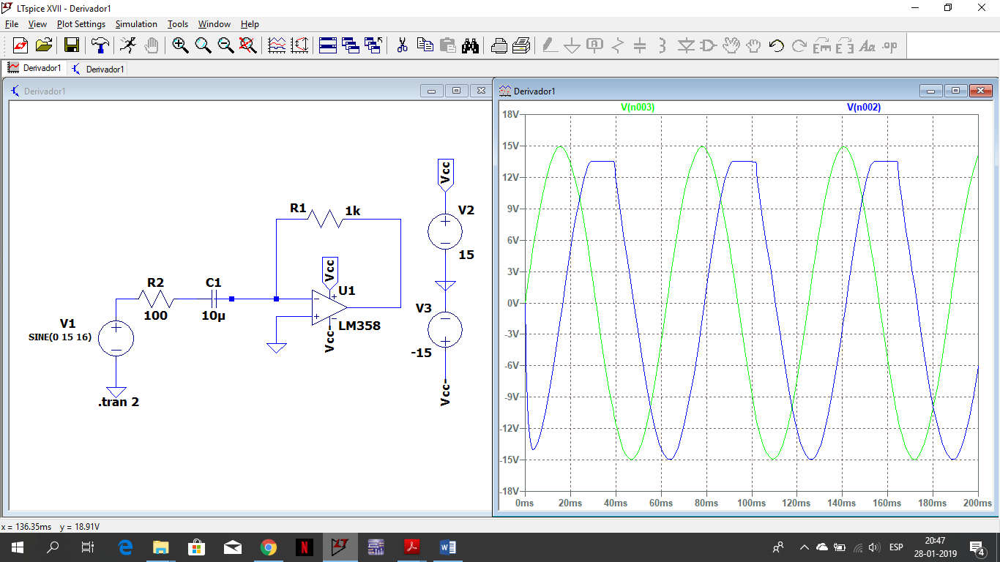 LTspice XVII - Derivador1
File View Plot Settings Simulation Tools Window Help
Derivador1 Derivador1
Derivador1
Vcc
V2
15
R1 1k
Vcc
U1
LM358
Vcc-
R2 C1
100 10µ
V1
SINE(0 15 16)
.tran 2
V3
-15
Vcc-
Derivador1
V(n003) V(n002)
18V
15V
12V
9V
6V
3V
0V
-3V
-6V
-9V
-12V
-15V
-18V
0ms 20ms 40ms 60ms 80ms 100ms 120ms 140ms 160ms 180ms 200ms
x = 136.35ms y = 18.91V
ESP
20:47
28-01-2019
4